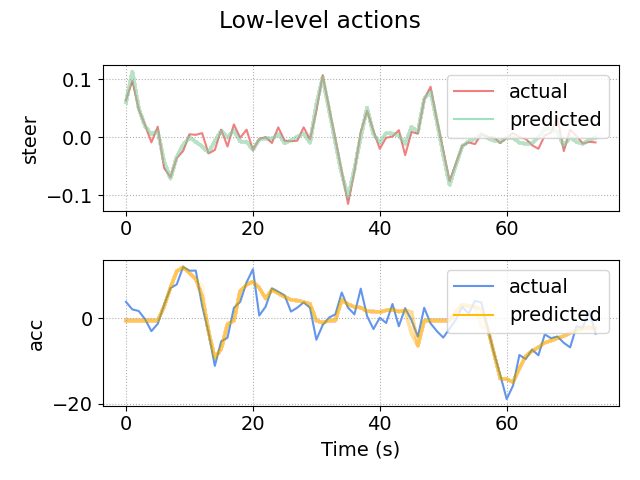 Low-level actions
steer
0.1
0.0
−0.1
actual
predicted
0
20
40
60
acc
0
−20
actual
predicted
0
20
40
60
Time (s)